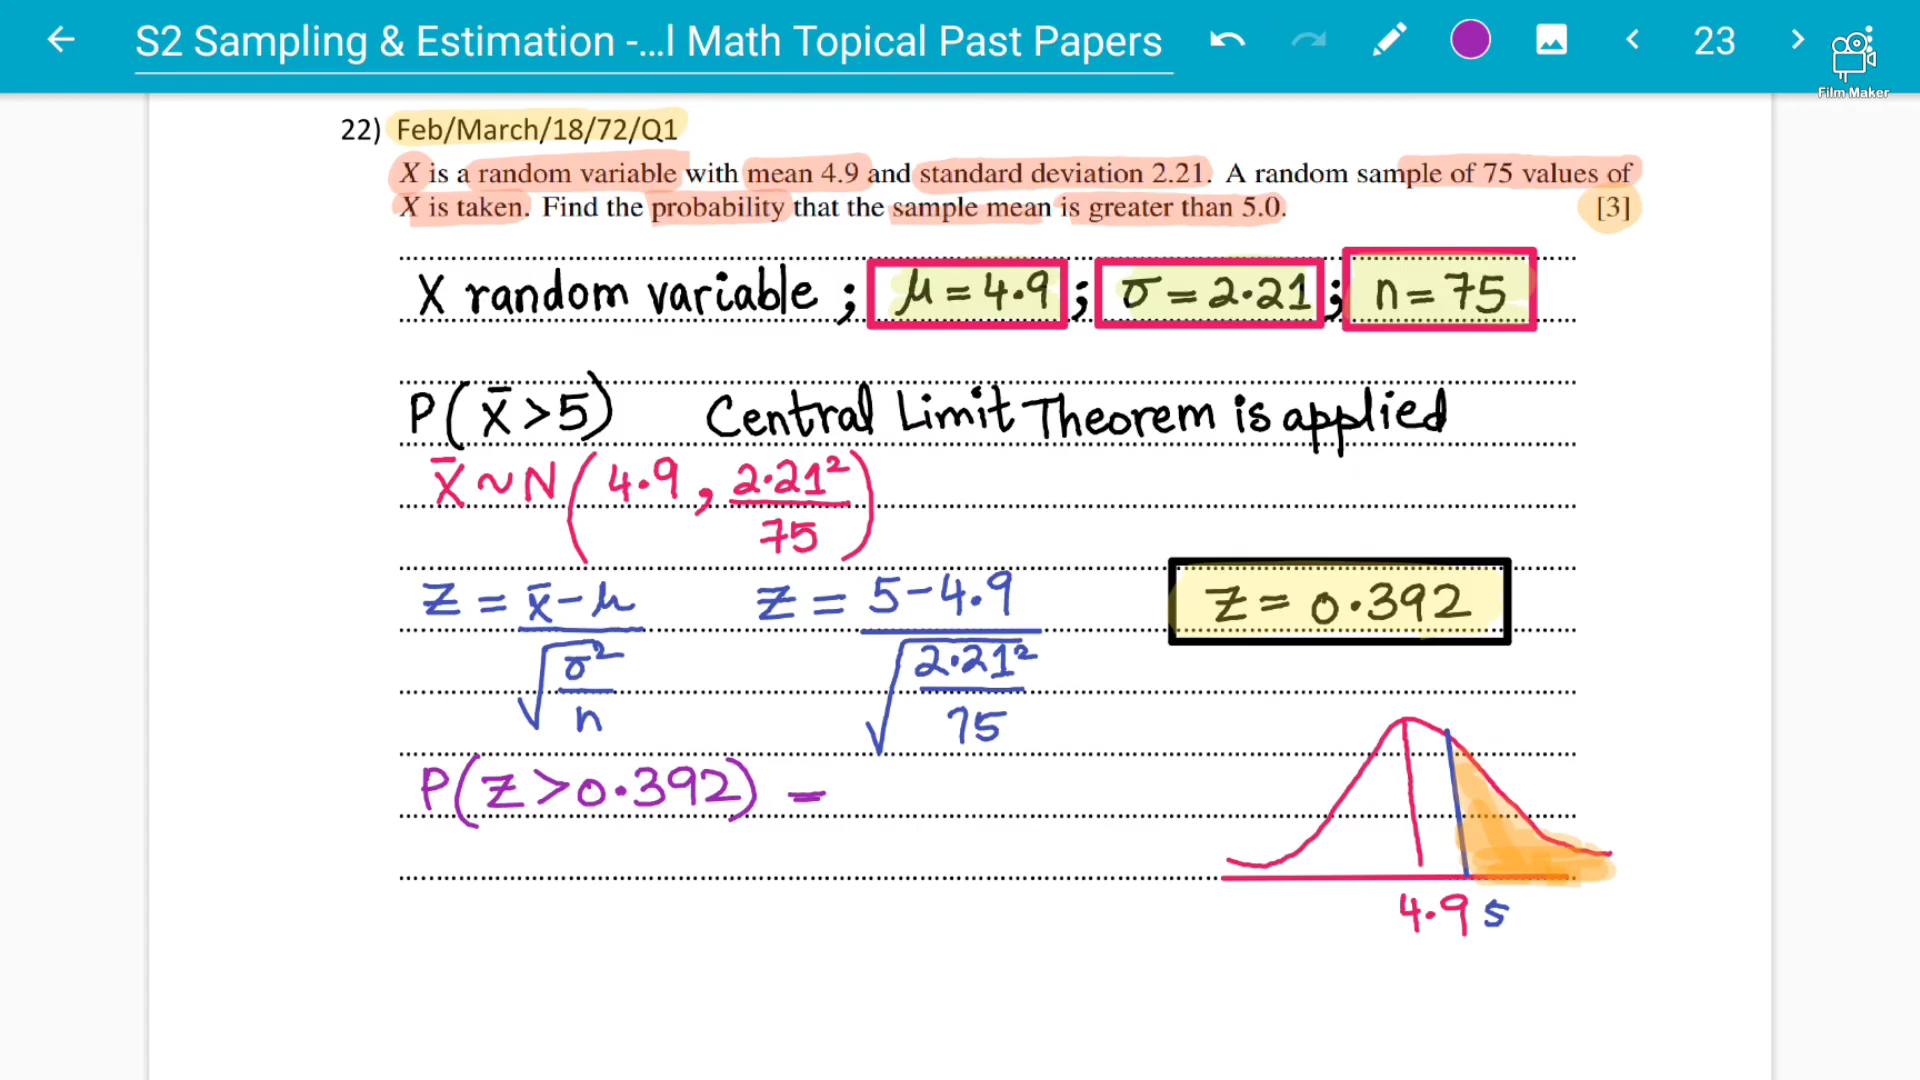 S2 Sampling & Estimation -...l Math Topical Past Papers
23
Film Maker
22) Feb/March/18/72/Q1
X is a random variable with mean 4.9 and standard deviation 2.21. A random sample of 75 values of
X is taken. Find the probability that the sample mean is greater than 5.0. [3]
X random variable ; μ = 4.9 ; σ = 2.21 ; n = 75
P( x̄ > 5 ) Central Limit Theorem is applied
x̄ ~ N ( 4.9 , 2.21² / 75 )
Z = x̄ - μ / √ σ² / n Z = 5 - 4.9 / √ 2.21² / 75 Z = 0.392
P( Z > 0.392 ) =
4.9 5